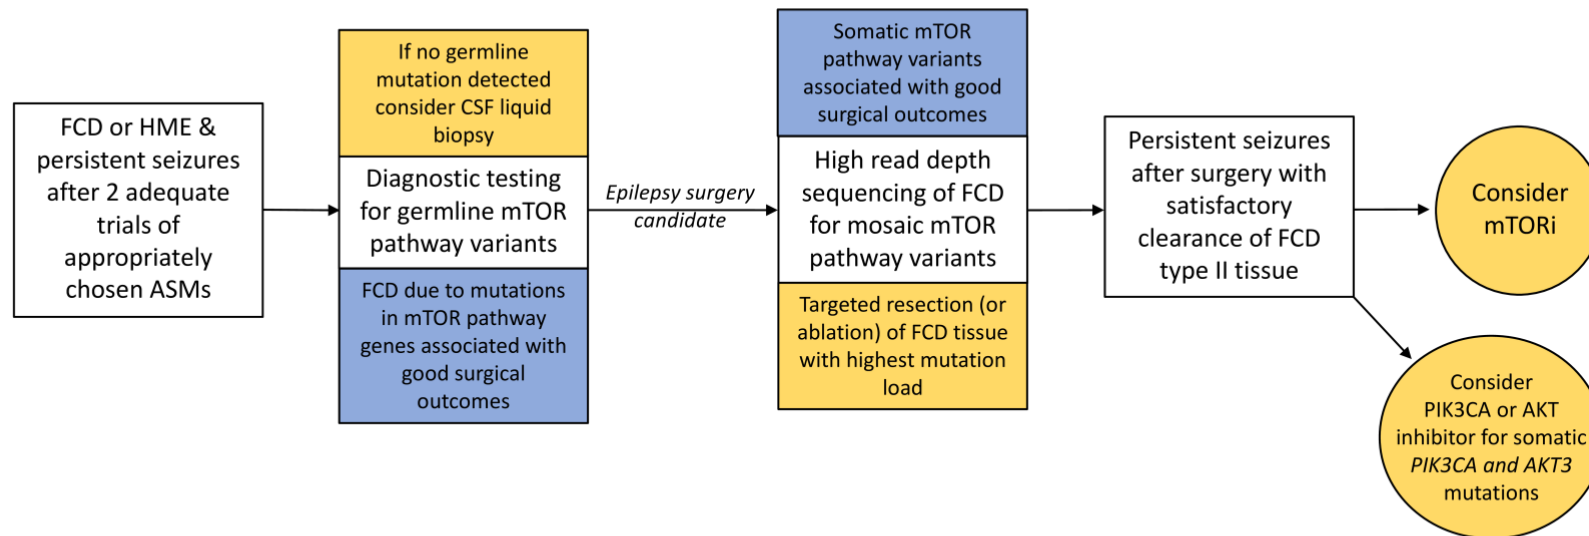 FCD or HME &
persistent seizures
after 2 adequate
trials of
appropriately
chosen ASMs
If no germline
mutation detected
consider CSF liquid
biopsy
Diagnostic testing
for germline mTOR
pathway variants
FCD due to mutations
in mTOR pathway
genes associated with
good surgical
outcomes
Epilepsy surgery
candidate
Somatic mTOR
pathway variants
associated with good
surgical outcomes
High read depth
sequencing of FCD
for mosaic mTOR
pathway variants
Targeted resection (or
ablation) of FCD tissue
with highest mutation
load
Persistent seizures
after surgery with
satisfactory
clearance of FCD
type II tissue
Consider
mTORi
Consider
PIK3CA or AKT
inhibitor for somatic
PIK3CA and AKT3
mutations